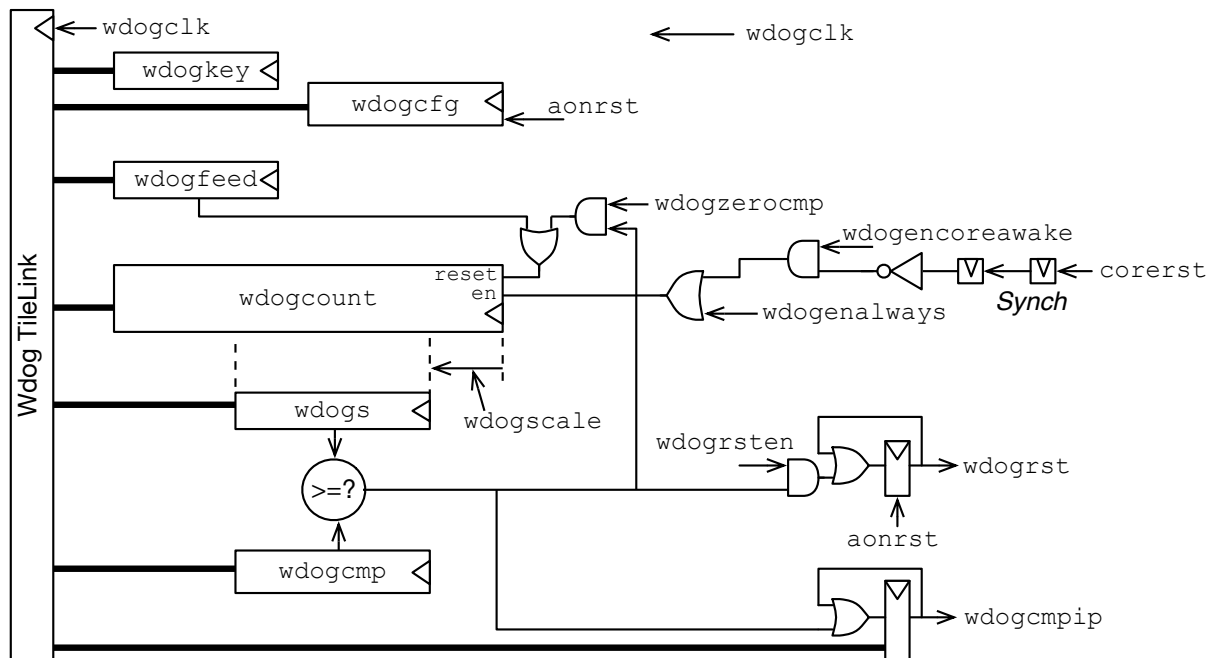 wdogclk
wdogclk
wdogkey
wdogcfg
aonrst
wdogfeed
wdogzerocmp
wdogencoreawake
reset
wdogcount
en
corerst
Synch
wdogenalways
Wdog TileLink
wdogs
wdogscale
wdogrsten
wdogrst
>=?
aonrst
wdogcmp
wdogcmpip